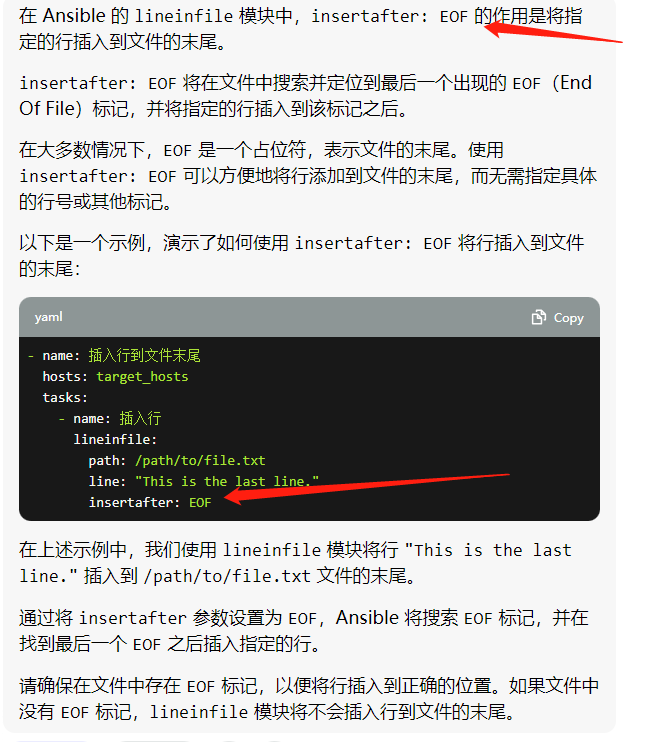 在 Ansible 的 lineinfile 模块中，insertafter: EOF 的作用是将指
定的行插入到文件的末尾。
insertafter: EOF 将在文件中搜索并定位到最后一个出现的 EOF（End
Of File）标记，并将指定的行插入到该标记之后。
在大多数情况下，EOF 是一个占位符，表示文件的末尾。使用
insertafter: EOF 可以方便地将行添加到文件的末尾，而无需指定具体
的行号或其他标记。
以下是一个示例，演示了如何使用 insertafter: EOF 将行插入到文件
的末尾：
yaml Copy
- name: 插入行到文件末尾
  hosts: target_hosts
  tasks:
    - name: 插入行
      lineinfile:
        path: /path/to/file.txt
        line: "This is the last line."
        insertafter: EOF
在上述示例中，我们使用 lineinfile 模块将行 "This is the last
line." 插入到 /path/to/file.txt 文件的末尾。
通过将 insertafter 参数设置为 EOF，Ansible 将搜索 EOF 标记，并在
找到最后一个 EOF 之后插入指定的行。
请确保在文件中存在 EOF 标记，以便将行插入到正确的位置。如果文件中
没有 EOF 标记，lineinfile 模块将不会插入行到文件的末尾。